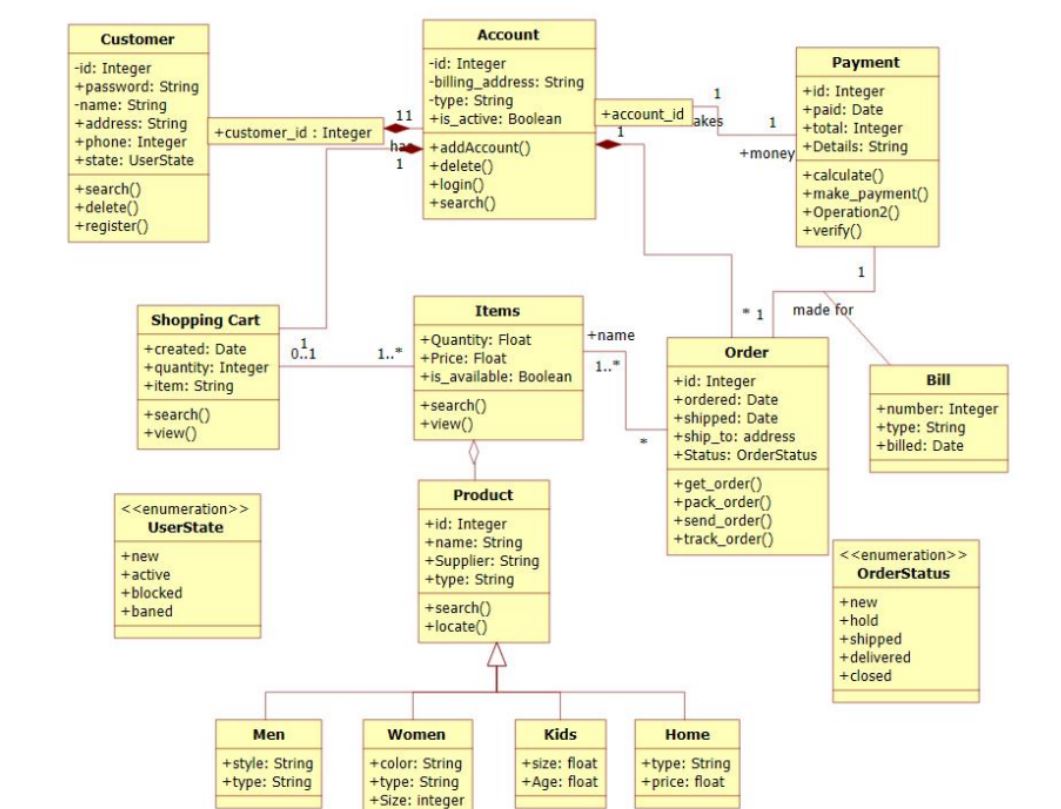 Customer
-id: Integer
+password: String
-name: String
+address: String
+phone: Integer
+state: UserState
+search()
+delete()
+register()
+customer_id : Integer
11
has
1
Account
-id: Integer
-billing_address: String
-type: String
+is_active: Boolean
+addAccount()
+delete()
+login()
+search()
+account_id
1
akes
1
1
+money
Payment
+id: Integer
+paid: Date
+total: Integer
+Details: String
+calculate()
+make_payment()
+Operation2()
+verify()
1
made for
* 1
Shopping Cart
+created: Date
+quantity: Integer
+item: String
+search()
+view()
1
0..1
1..*
Items
+Quantity: Float
+Price: Float
+is_available: Boolean
+search()
+view()
+name
1..*
*
Order
+id: Integer
+ordered: Date
+shipped: Date
+ship_to: address
+Status: OrderStatus
+get_order()
+pack_order()
+send_order()
+track_order()
Bill
+number: Integer
+type: String
+billed: Date
<<enumeration>>
UserState
+new
+active
+blocked
+baned
Product
+id: Integer
+name: String
+Supplier: String
+type: String
+search()
+locate()
<<enumeration>>
OrderStatus
+new
+hold
+shipped
+delivered
+closed
Men
+style: String
+type: String
Women
+color: String
+type: String
+Size: integer
Kids
+size: float
+Age: float
Home
+type: String
+price: float